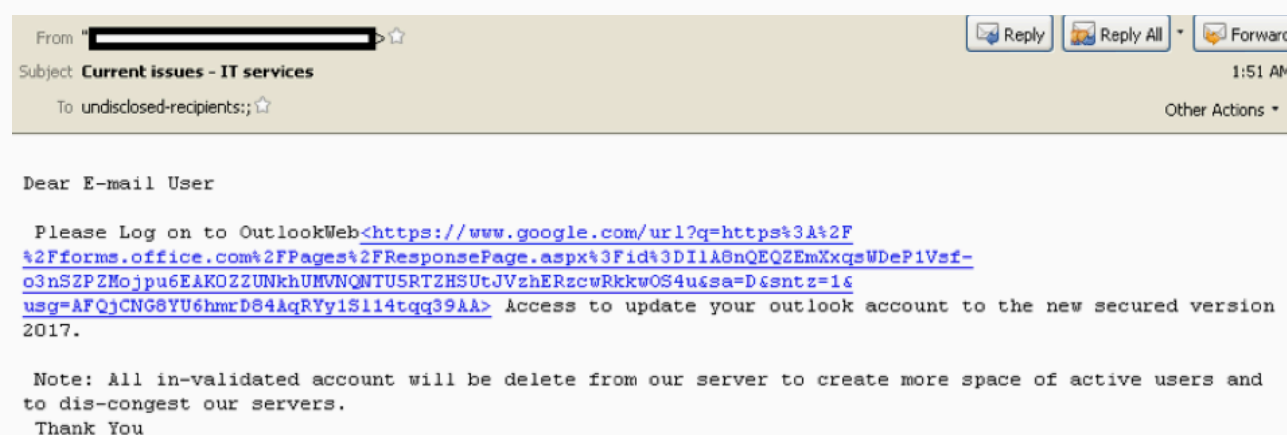 From "
Reply
Reply All
Forward
Subject Current issues - IT services
1:51 AM
To undisclosed-recipients:;
Other Actions
Dear E-mail User
Please Log on to OutlookWeb<https://www.google.com/url?q=https%3A%2F
%2Fforms.office.com%2FPages%2FResponsePage.aspx%3Fid%3DIlA8nQEQZEmXxqsWDeP1Vsf-
o3nSZPZMojpu6EAKOZZUNkhUMVNQNTU5RTZHSUtJVzhERzcwRkkwOS4u&sa=D&sntz=1&
usg=AFQjCNG8YU6hmrD84AqRYy1Sl14tqq39AA> Access to update your outlook account to the new secured version
2017.
Note: All in-validated account will be delete from our server to create more space of active users and
to dis-congest our servers.
Thank You